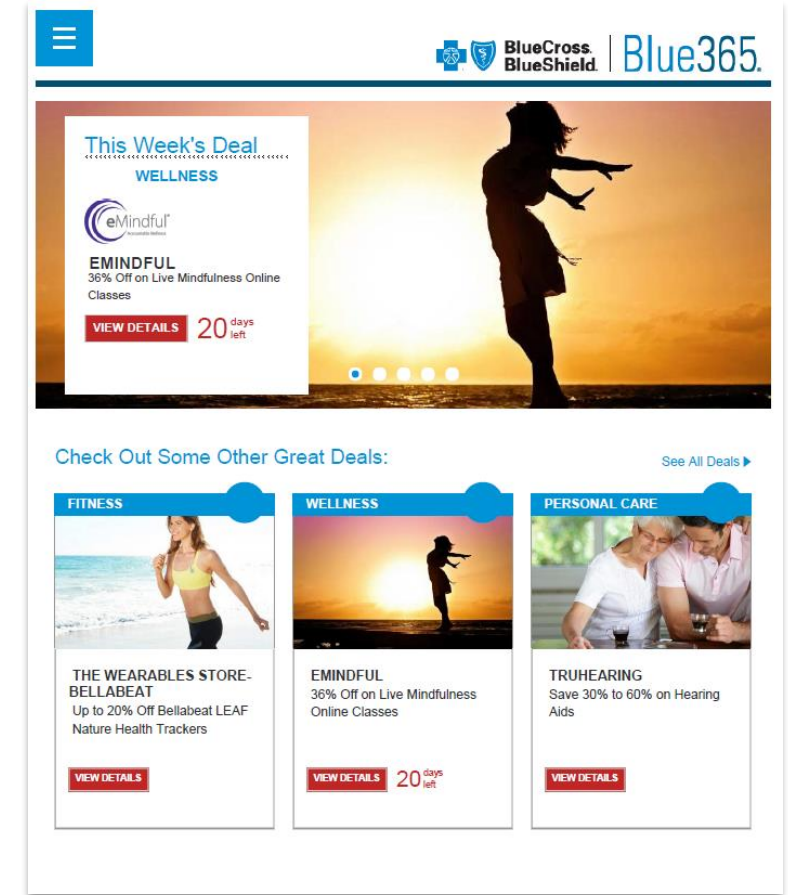 BlueCross
BlueShield
Blue365.
This Week's Deal
WELLNESS
eMindful
EMINDFUL
36% Off on Live Mindfulness Online
Classes
VIEW DETAILS 20 days left
Check Out Some Other Great Deals:
See All Deals
FITNESS
THE WEARABLES STORE-
BELLABEAT
Up to 20% Off Bellabeat LEAF
Nature Health Trackers
VIEW DETAILS
WELLNESS
EMINDFUL
36% Off on Live Mindfulness
Online Classes
VIEW DETAILS 20 days left
PERSONAL CARE
TRUHEARING
Save 30% to 60% on Hearing
Aids
VIEW DETAILS